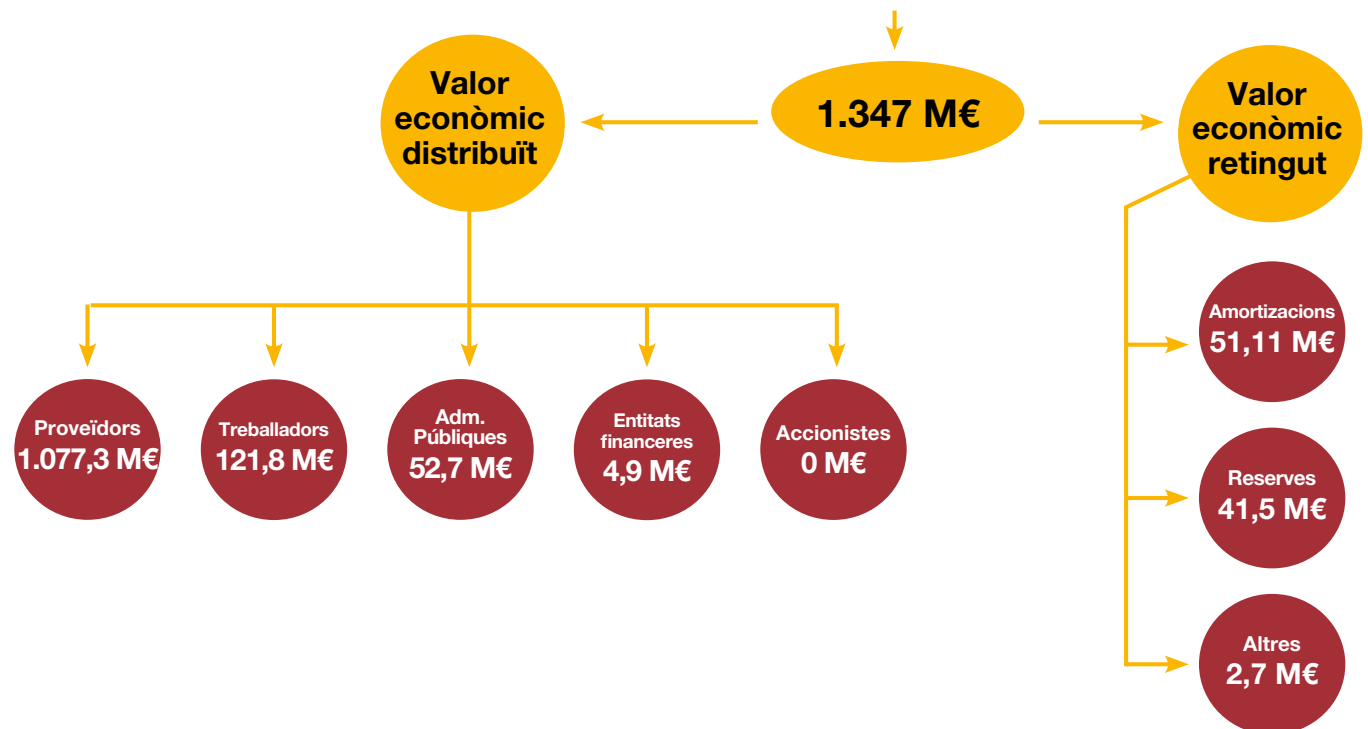 Valor
econòmic
distribuït
1.347 M€
Valor
econòmic
retingut
Proveïdors
1.077,3 M€
Treballadors
121,8 M€
Adm.
Públiques
52,7 M€
Entitats
financeres
4,9 M€
Accionistes
0 M€
Amortizacions
51,11 M€
Reserves
41,5 M€
Altres
2,7 M€